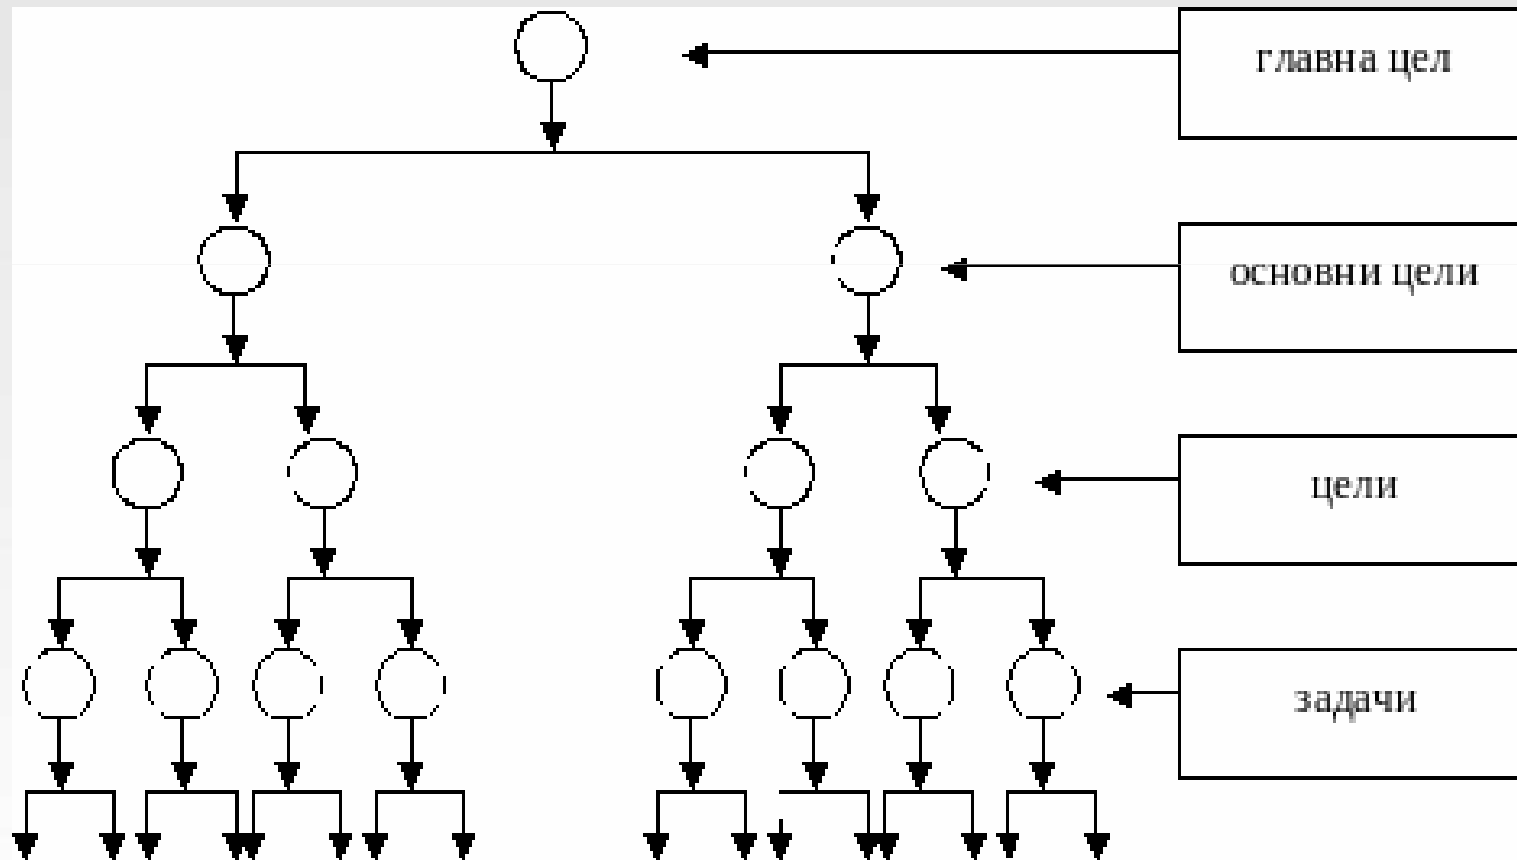 главна цел
основни цели
цели
задачи